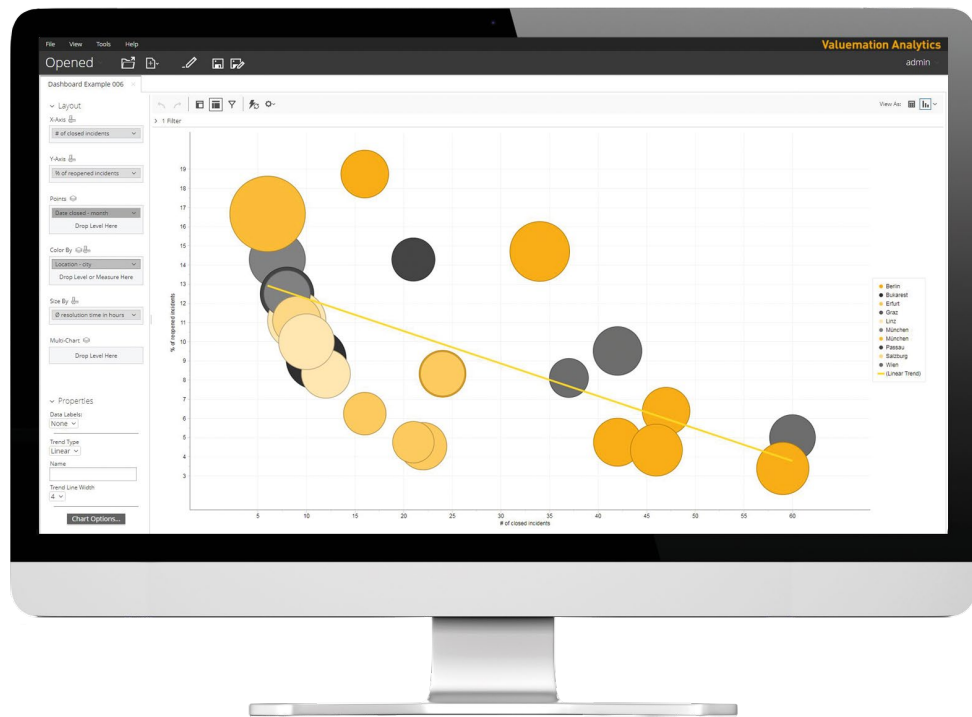 File View Tools Help
Valuemation Analytics
Opened
admin
Dashboard Example 006
Layout
X-Axis
# of closed incidents
Y-Axis
% of reopened incidents
Points
Date closed - month
Drop Level Here
Color By
Location - city
Drop Level or Measure Here
Size By
Ø resolution time in hours
Multi-Chart
Drop Level Here
Properties
Data Labels:
None
Trend Type
Linear
Name
Trend Line Width
4
Chart Options...
View As:
1 Filter
% of reopened incidents
19
18
17
16
15
14
13
12
11
10
9
8
7
6
5
4
3
5 10 15 20 25 30 35 40 45 50 55 60
# of closed incidents
Berlin
Bukarest
Erfurt
Graz
Linz
München
München
Passau
Salzburg
Wien
(Linear Trend)